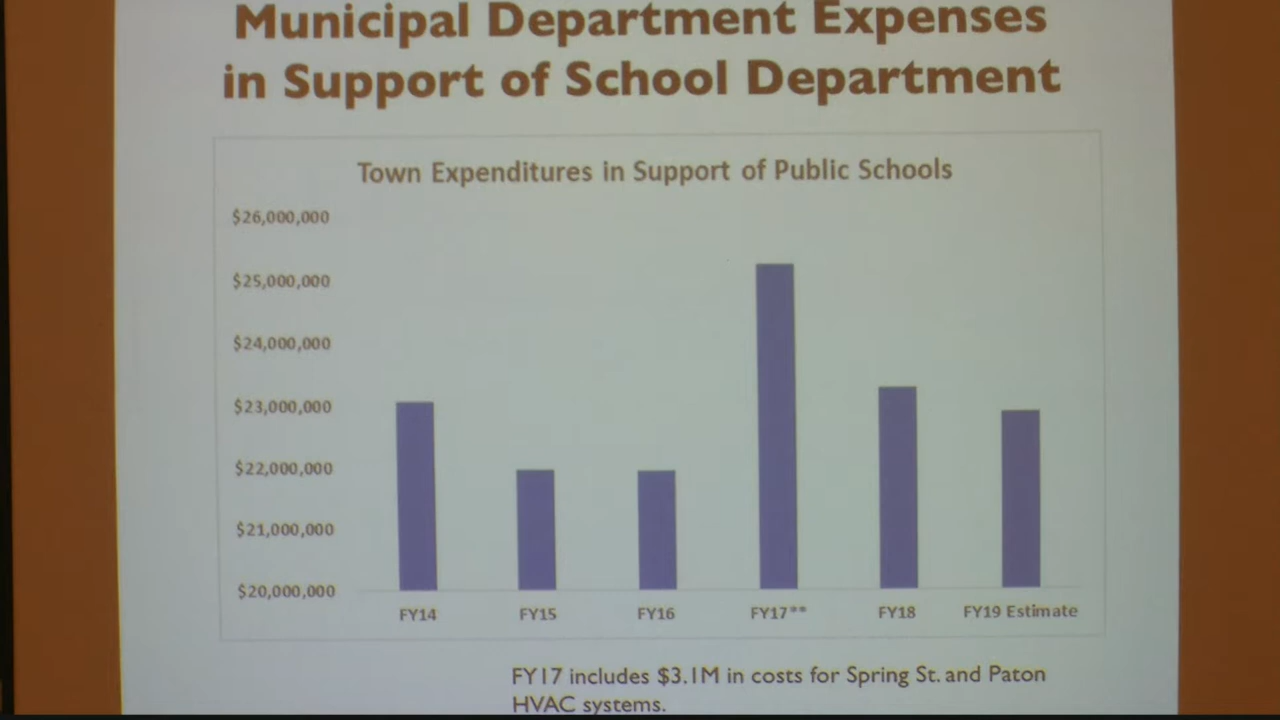 Municipal Department Expenses
in Support of School Department
Town Expenditures in Support of Public Schools
$26,000,000
$25,000,000
$24,000,000
$23,000,000
$22,000,000
$21,000,000
$20,000,000
FY14 FY15 FY16 FY17** FY18 FY19 Estimate
FY17 includes $3.1M in costs for Spring St. and Paton
HVAC systems.